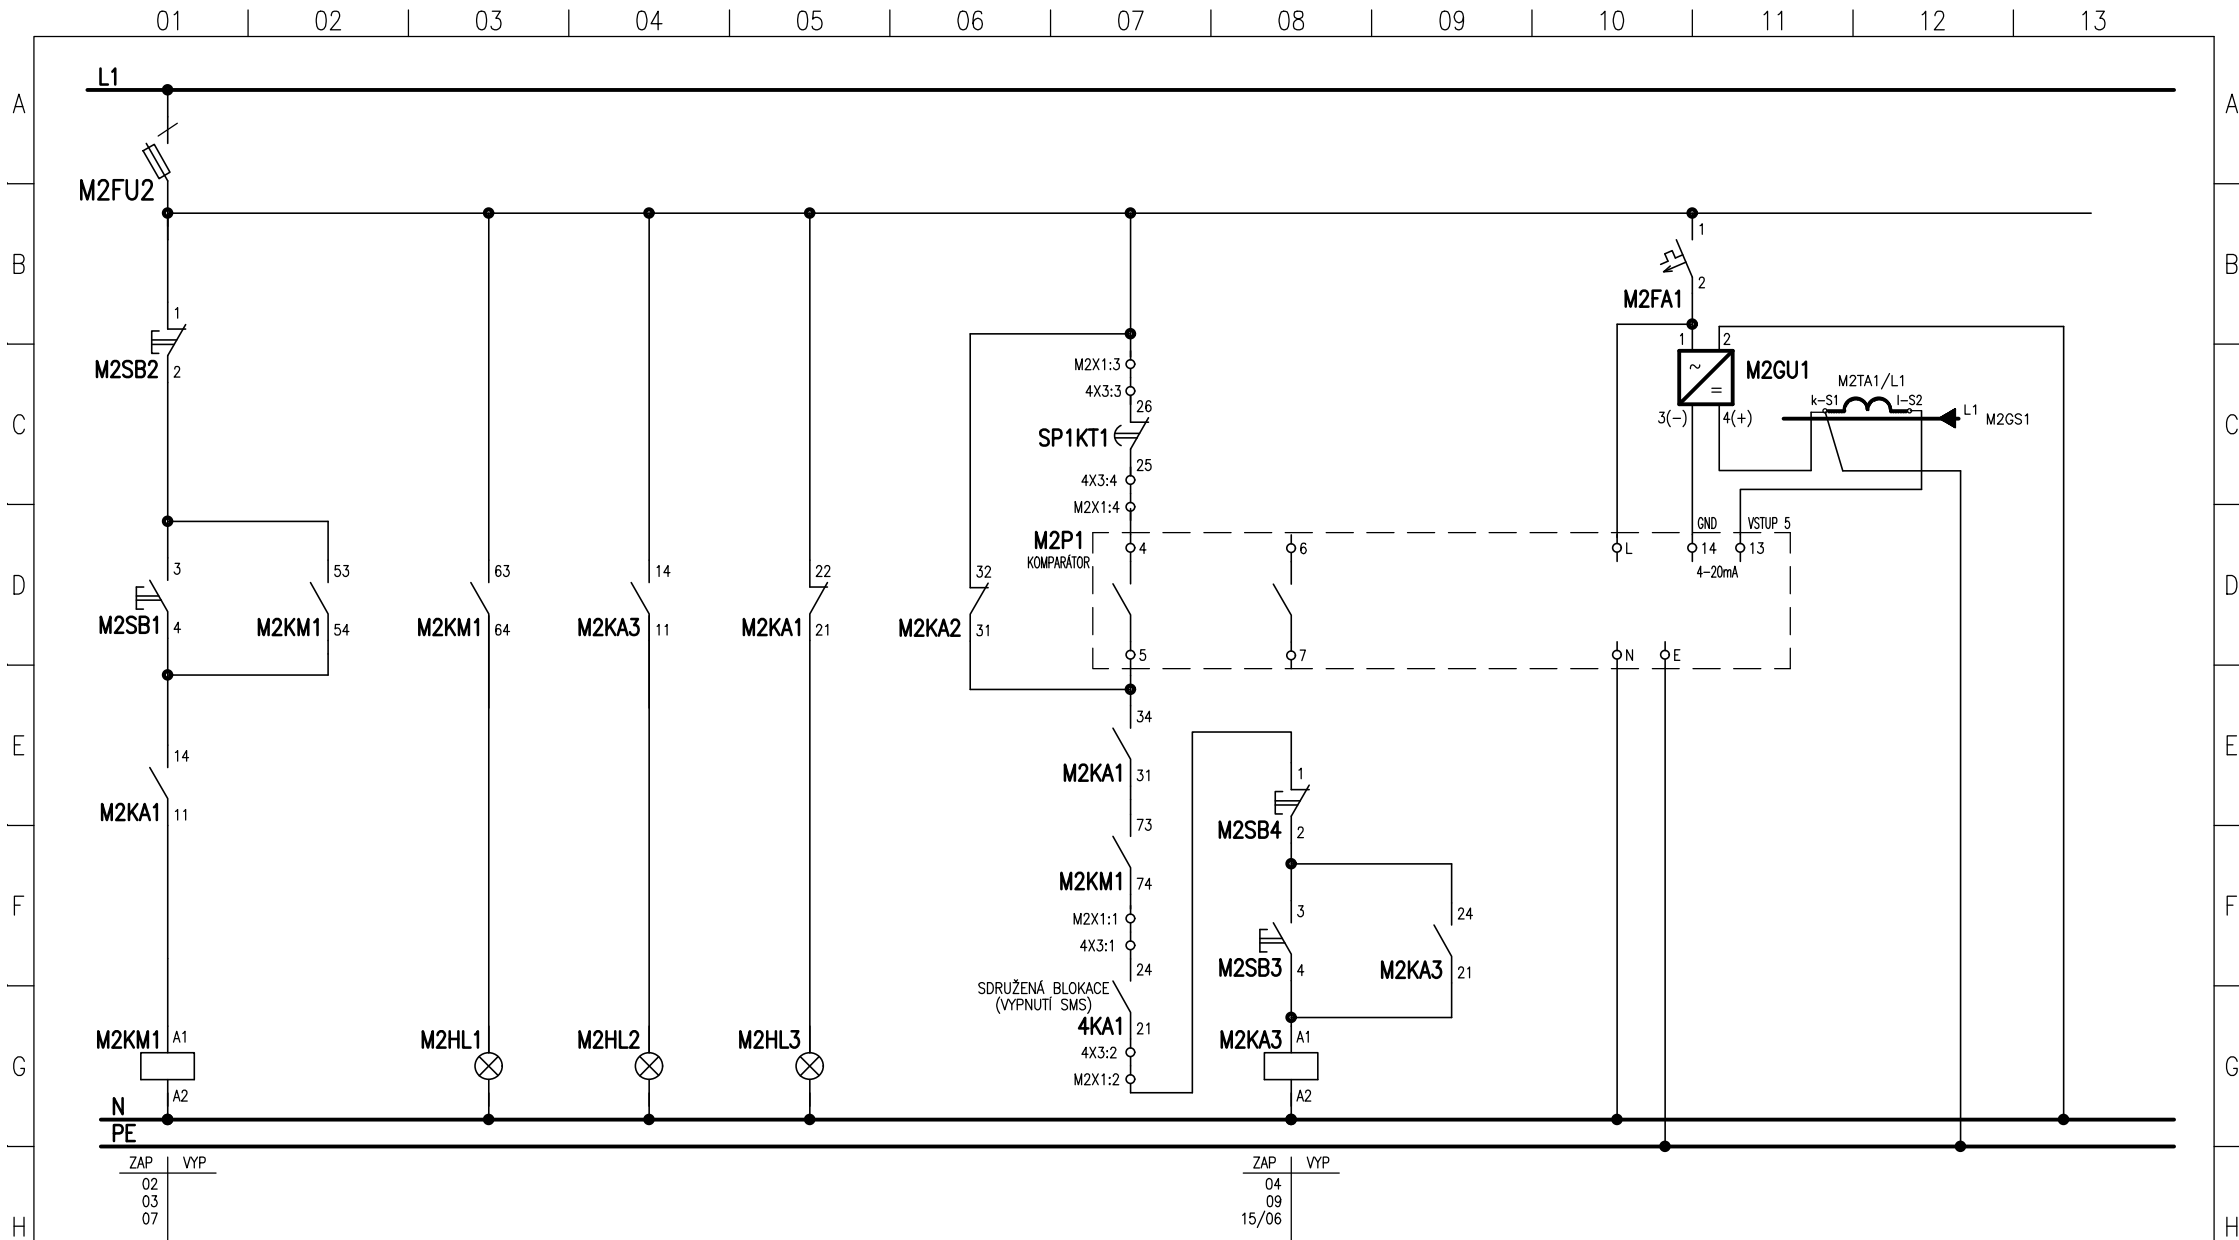 01 02 03 04 05 06 07 08 09 10 11 12 13
L1
A A
M2FU2
B B
1
1
2
M2FA1
M2SB2 2
1 2
M2GU1
M2X1:3
4X3:3
26
M2TA1/L1
k-S1 l-S2
L1 M2GS1
C C
3(-) 4(+)
SP1KT1
25
4X3:4
M2X1:4
GND VSTUP 5
M2P1
KOMPARÁTOR
4 6 L 14 13
4-20mA
D D
3 53 63 14 22 32
M2SB1 4 M2KM1 54 M2KM1 64 M2KA3 11 M2KA1 21 M2KA2 31
5 7 N E
34
E E
14
M2KA1 31
1
M2KA1 11
73
M2SB4 2
M2KM1 74
F F
3 24
M2X1:1
4X3:1
24
M2SB3 4 M2KA3 21
SDRUŽENÁ BLOKACE
(VYPNUTÍ SMS)
4KA1 21
M2KM1 A1 M2HL1 M2HL2 M2HL3 M2KA3 A1
4X3:2
G G
M2X1:2
A2 A2
N
PE
ZAP VYP ZAP VYP
02 04
03 09
07 15/06
H H